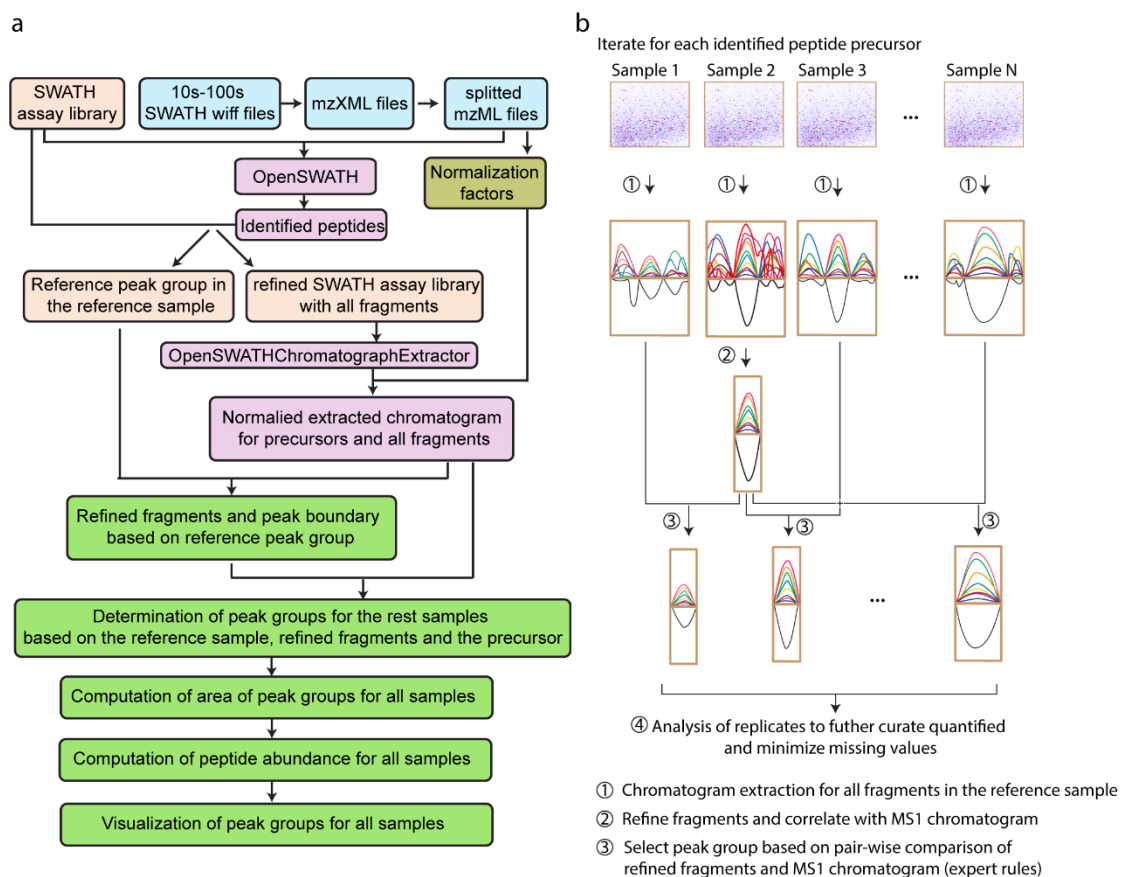 a
SWATH
assay library
10s-100s
SWATH wiff files
mzXML files
splitted
mzML files
OpenSWATH
Normalization
factors
Identified peptides
Reference peak group in
the reference sample
refined SWATH assay library
with all fragments
OpenSWATHChromatographExtractor
Normalied extracted chromatogram
for precursors and all fragments
Refined fragments and peak boundary
based on reference peak group
Determination of peak groups for the rest samples
based on the reference sample, refined fragments and the precursor
Computation of area of peak groups for all samples
Computation of peptide abundance for all samples
Visualization of peak groups for all samples
b
Iterate for each identified peptide precursor
Sample 1
Sample 2
Sample 3
Sample N
...
①
①
①
①
...
②
③
③
③
...
④ Analysis of replicates to futher curate quantified
and minimize missing values
① Chromatogram extraction for all fragments in the reference sample
② Refine fragments and correlate with MS1 chromatogram
③ Select peak group based on pair-wise comparison of
refined fragments and MS1 chromatogram (expert rules)